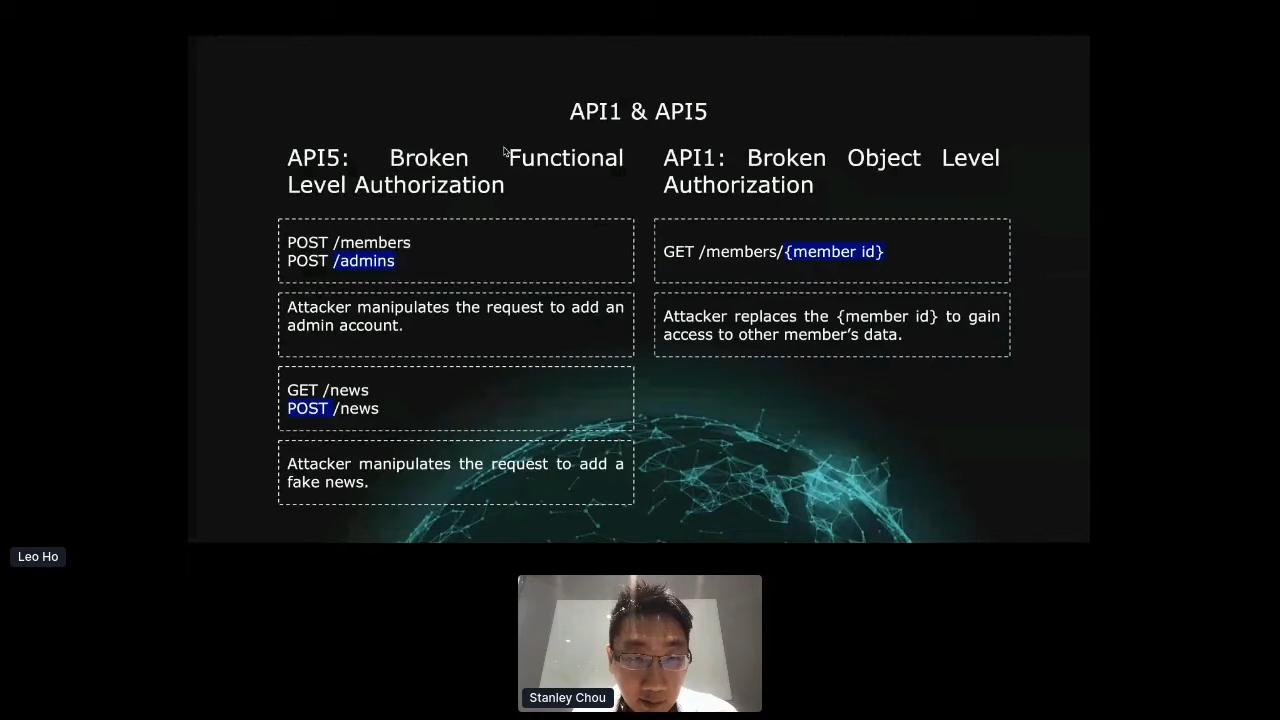 API1 & API5
API5: Broken Functional
Level Authorization
POST /members
POST /admins
Attacker manipulates the request to add an
admin account.
GET /news
POST /news
Attacker manipulates the request to add a
fake news.
API1: Broken Object Level
Authorization
GET /members/{member id}
Attacker replaces the {member id} to gain
access to other member’s data.
Leo Ho
Stanley Chou